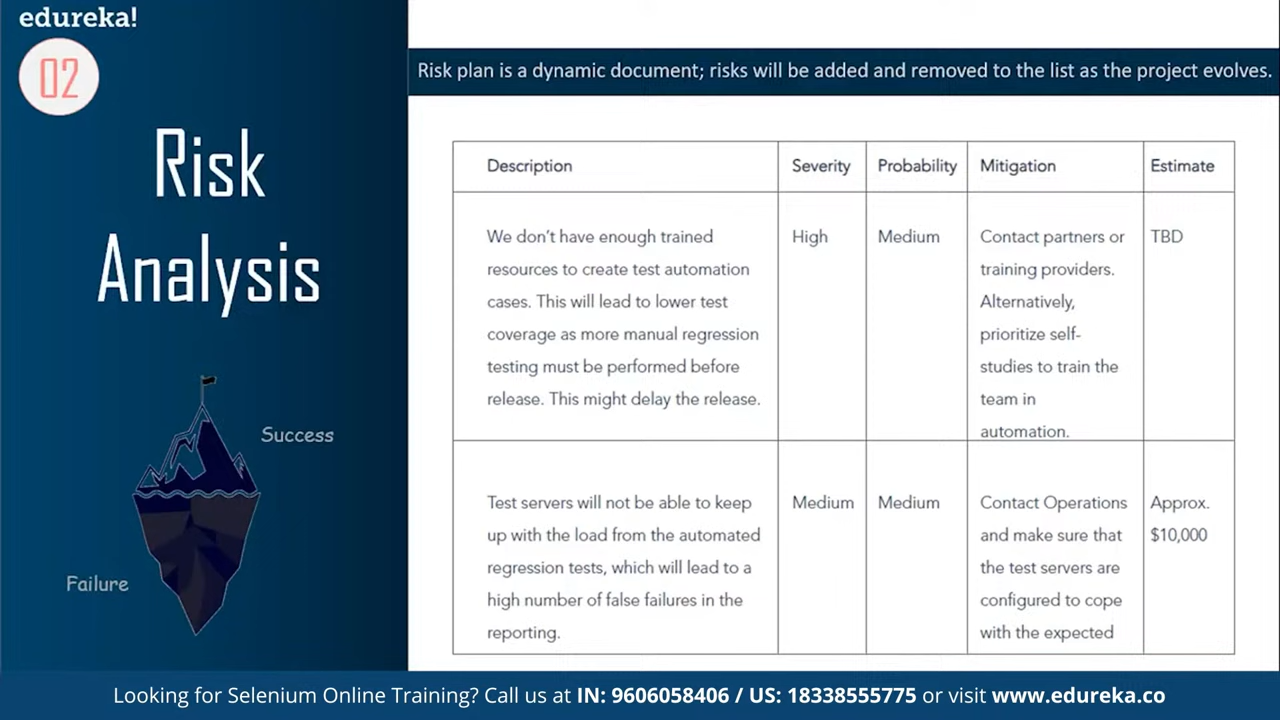 edureka!
02
Risk
Analysis
Success
Failure
Risk plan is a dynamic document; risks will be added and removed to the list as the project evolves.
Description Severity Probability Mitigation Estimate
We don't have enough trained
resources to create test automation
cases. This will lead to lower test
coverage as more manual regression
testing must be performed before
release. This might delay the release.
High
Medium
Contact partners or
training providers.
Alternatively,
prioritize self-
studies to train the
team in
automation.
TBD
Test servers will not be able to keep
up with the load from the automated
regression tests, which will lead to a
high number of false failures in the
reporting.
Medium
Medium
Contact Operations
and make sure that
the test servers are
configured to cope
with the expected
Approx.
$10,000
Looking for Selenium Online Training? Call us at IN: 9606058406 / US: 18338555775 or visit www.edureka.co